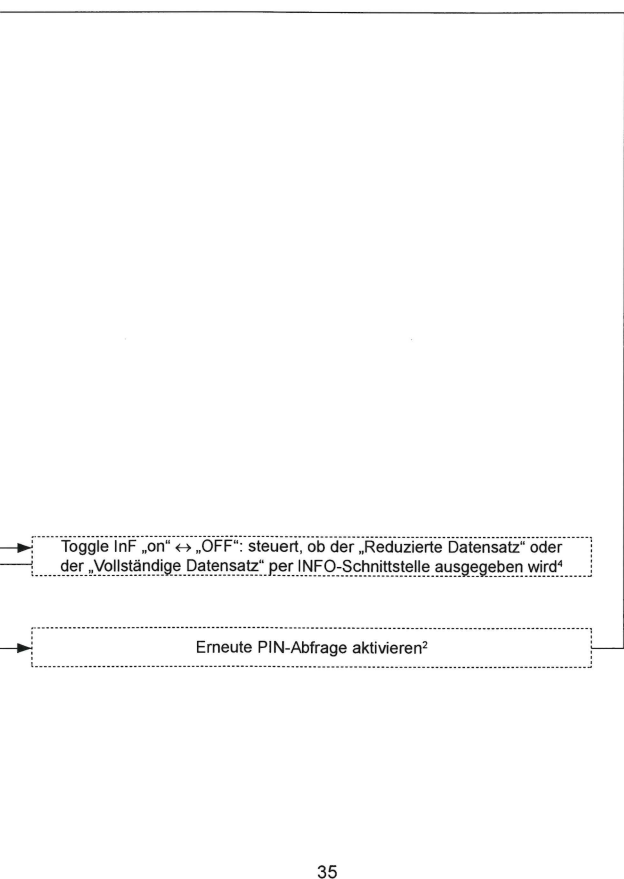 Toggle InF „on“ ↔ „OFF“: steuert, ob der „Reduzierte Datensatz“ oder
der „Vollständige Datensatz“ per INFO-Schnittstelle ausgegeben wird⁴
Erneute PIN-Abfrage aktivieren²
35